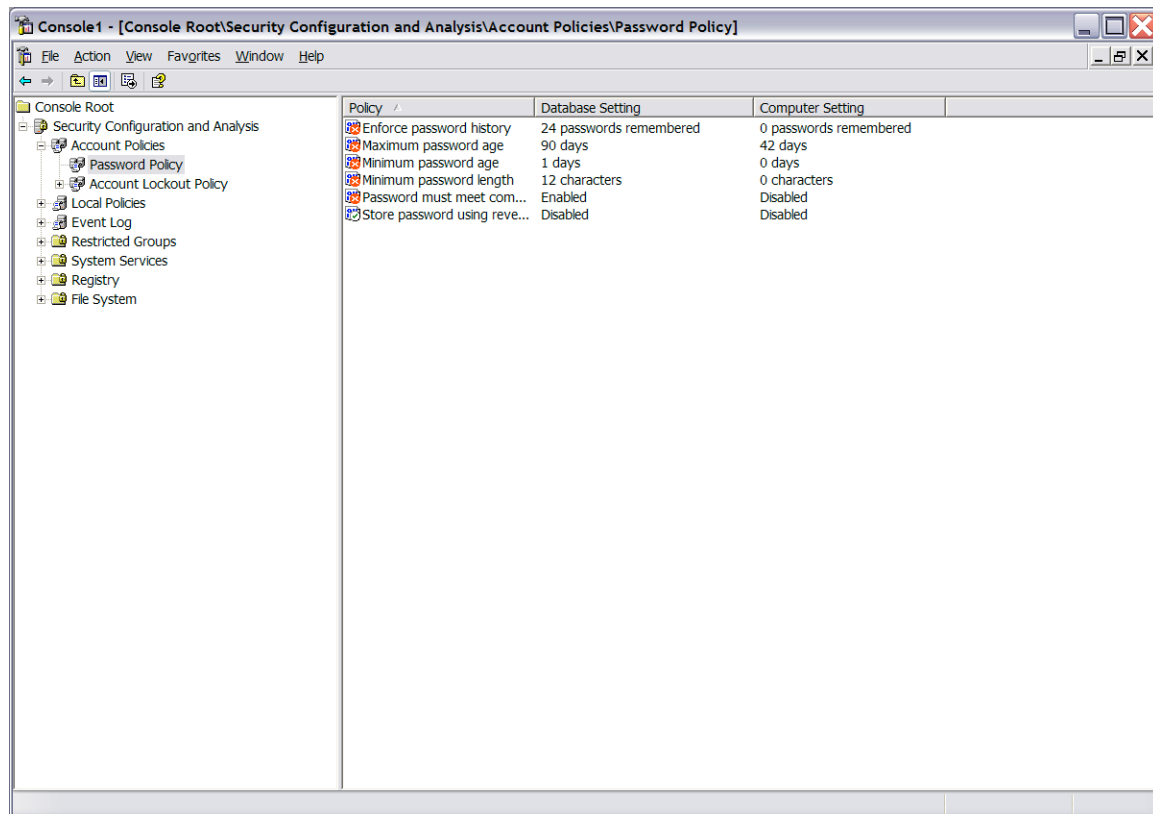 Console1 - [Console Root\Security Configuration and Analysis\Account Policies\Password Policy]
File Action View Favorites Window Help
Console Root
Security Configuration and Analysis
Account Policies
Password Policy
Account Lockout Policy
Local Policies
Event Log
Restricted Groups
System Services
Registry
File System
Policy Database Setting Computer Setting
Enforce password history 24 passwords remembered 0 passwords remembered
Maximum password age 90 days 42 days
Minimum password age 1 days 0 days
Minimum password length 12 characters 0 characters
Password must meet com... Enabled Disabled
Store password using reve... Disabled Disabled